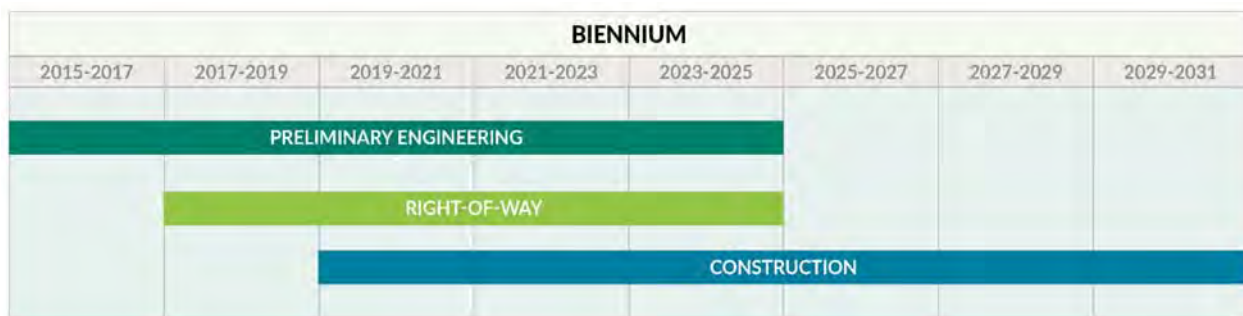 BIENNIUM
2015-2017 2017-2019 2019-2021 2021-2023 2023-2025 2025-2027 2027-2029 2029-2031
PRELIMINARY ENGINEERING
RIGHT-OF-WAY
CONSTRUCTION